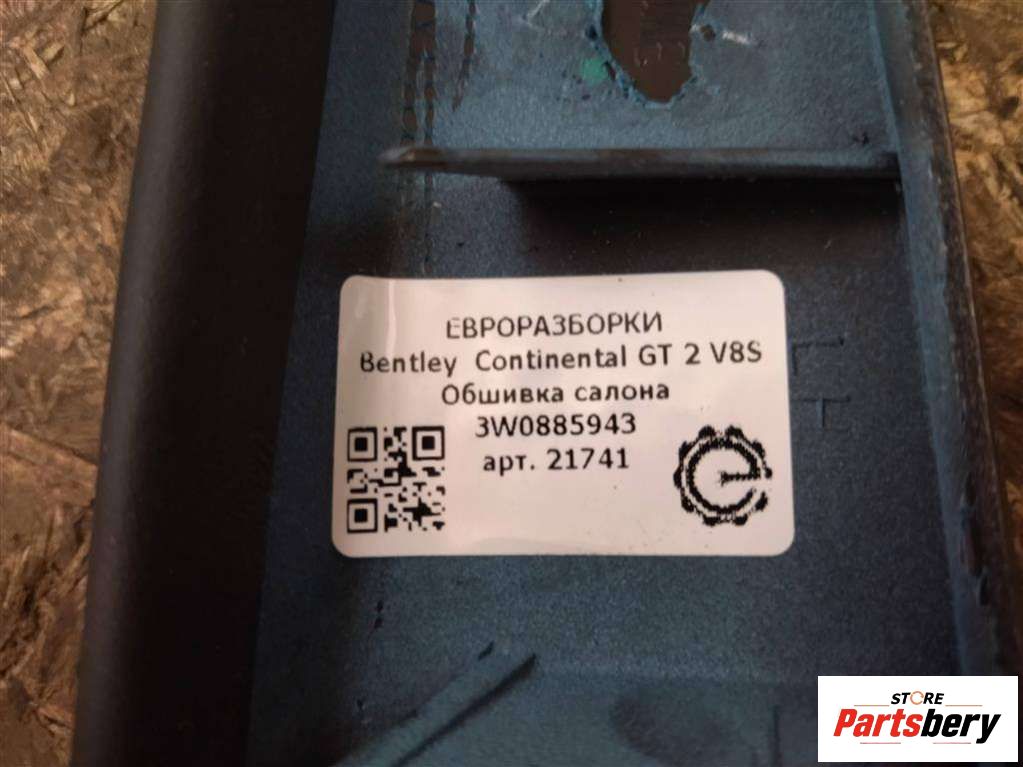 ЕВРОРАЗБОРКИ
Bentley Continental GT 2 V8S
Обшивка салона
3W0885943
арт. 21741
STORE
Partsbery